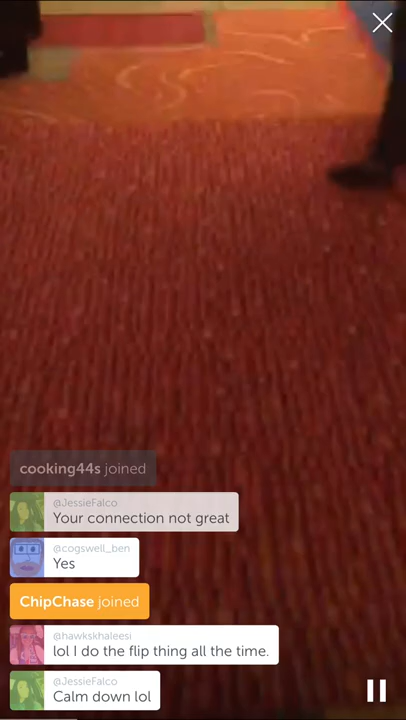 cooking44s joined
@JessieFalco
Your connection not great
@cogswell_ben
Yes
ChipChase joined
@hawkskhaleesi
lol I do the flip thing all the time.
@JessieFalco
Calm down lol